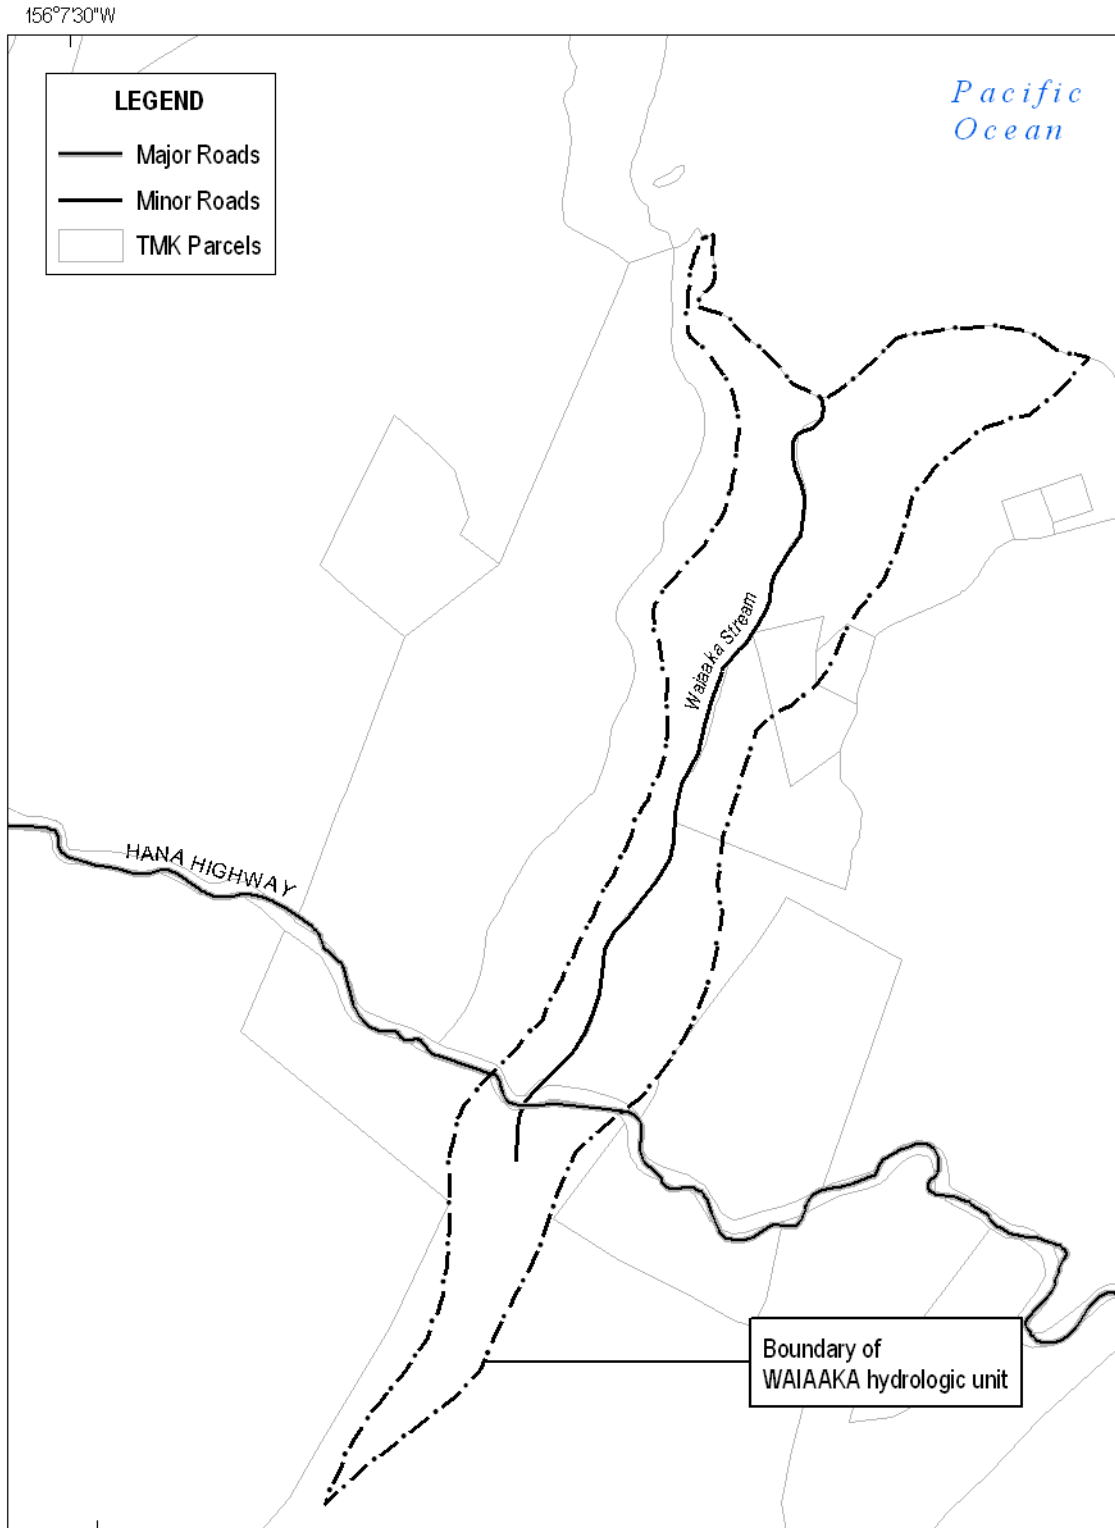 156°7'30"W
LEGEND
Major Roads
Minor Roads
TMK Parcels
Pacific
Ocean
Waiaaka Stream
HANA HIGHWAY
Boundary of
WAIAAKA hydrologic unit